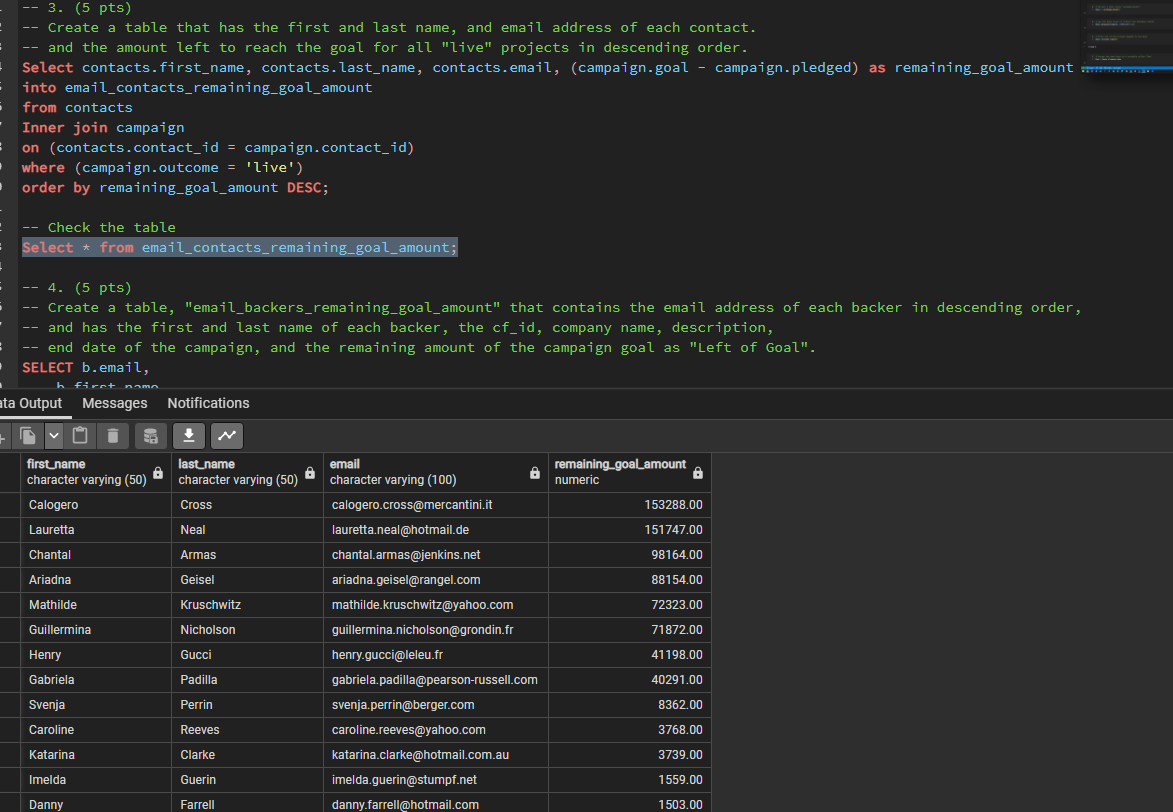 -- 3. (5 pts)
-- Create a table that has the first and last name, and email address of each contact.
-- and the amount left to reach the goal for all "live" projects in descending order.
Select contacts.first_name, contacts.last_name, contacts.email, (campaign.goal - campaign.pledged) as remaining_goal_amount
into email_contacts_remaining_goal_amount
from contacts
Inner join campaign
on (contacts.contact_id = campaign.contact_id)
where (campaign.outcome = 'live')
order by remaining_goal_amount DESC;
-- Check the table
Select * from email_contacts_remaining_goal_amount;
-- 4. (5 pts)
-- Create a table, "email_backers_remaining_goal_amount" that contains the email address of each backer in descending order,
-- and has the first and last name of each backer, the cf_id, company name, description,
-- end date of the campaign, and the remaining amount of the campaign goal as "Left of Goal".
SELECT b.email,
b.first_name
ata Output Messages Notifications
first_name last_name email remaining_goal_amount
character varying (50) character varying (50) character varying (100) numeric
Calogero Cross calogero.cross@mercantini.it 153288.00
Lauretta Neal lauretta.neal@hotmail.de 151747.00
Chantal Armas chantal.armas@jenkins.net 98164.00
Ariadna Geisel ariadna.geisel@rangel.com 88154.00
Mathilde Kruschwitz mathilde.kruschwitz@yahoo.com 72323.00
Guillermina Nicholson guillermina.nicholson@grondin.fr 71872.00
Henry Gucci henry.gucci@leleu.fr 41198.00
Gabriela Padilla gabriela.padilla@pearson-russell.com 40291.00
Svenja Perrin svenja.perrin@berger.com 8362.00
Caroline Reeves caroline.reeves@yahoo.com 3768.00
Katarina Clarke katarina.clarke@hotmail.com.au 3739.00
Imelda Guerin imelda.guerin@stumpf.net 1559.00
Danny Farrell danny.farrell@hotmail.com 1503.00